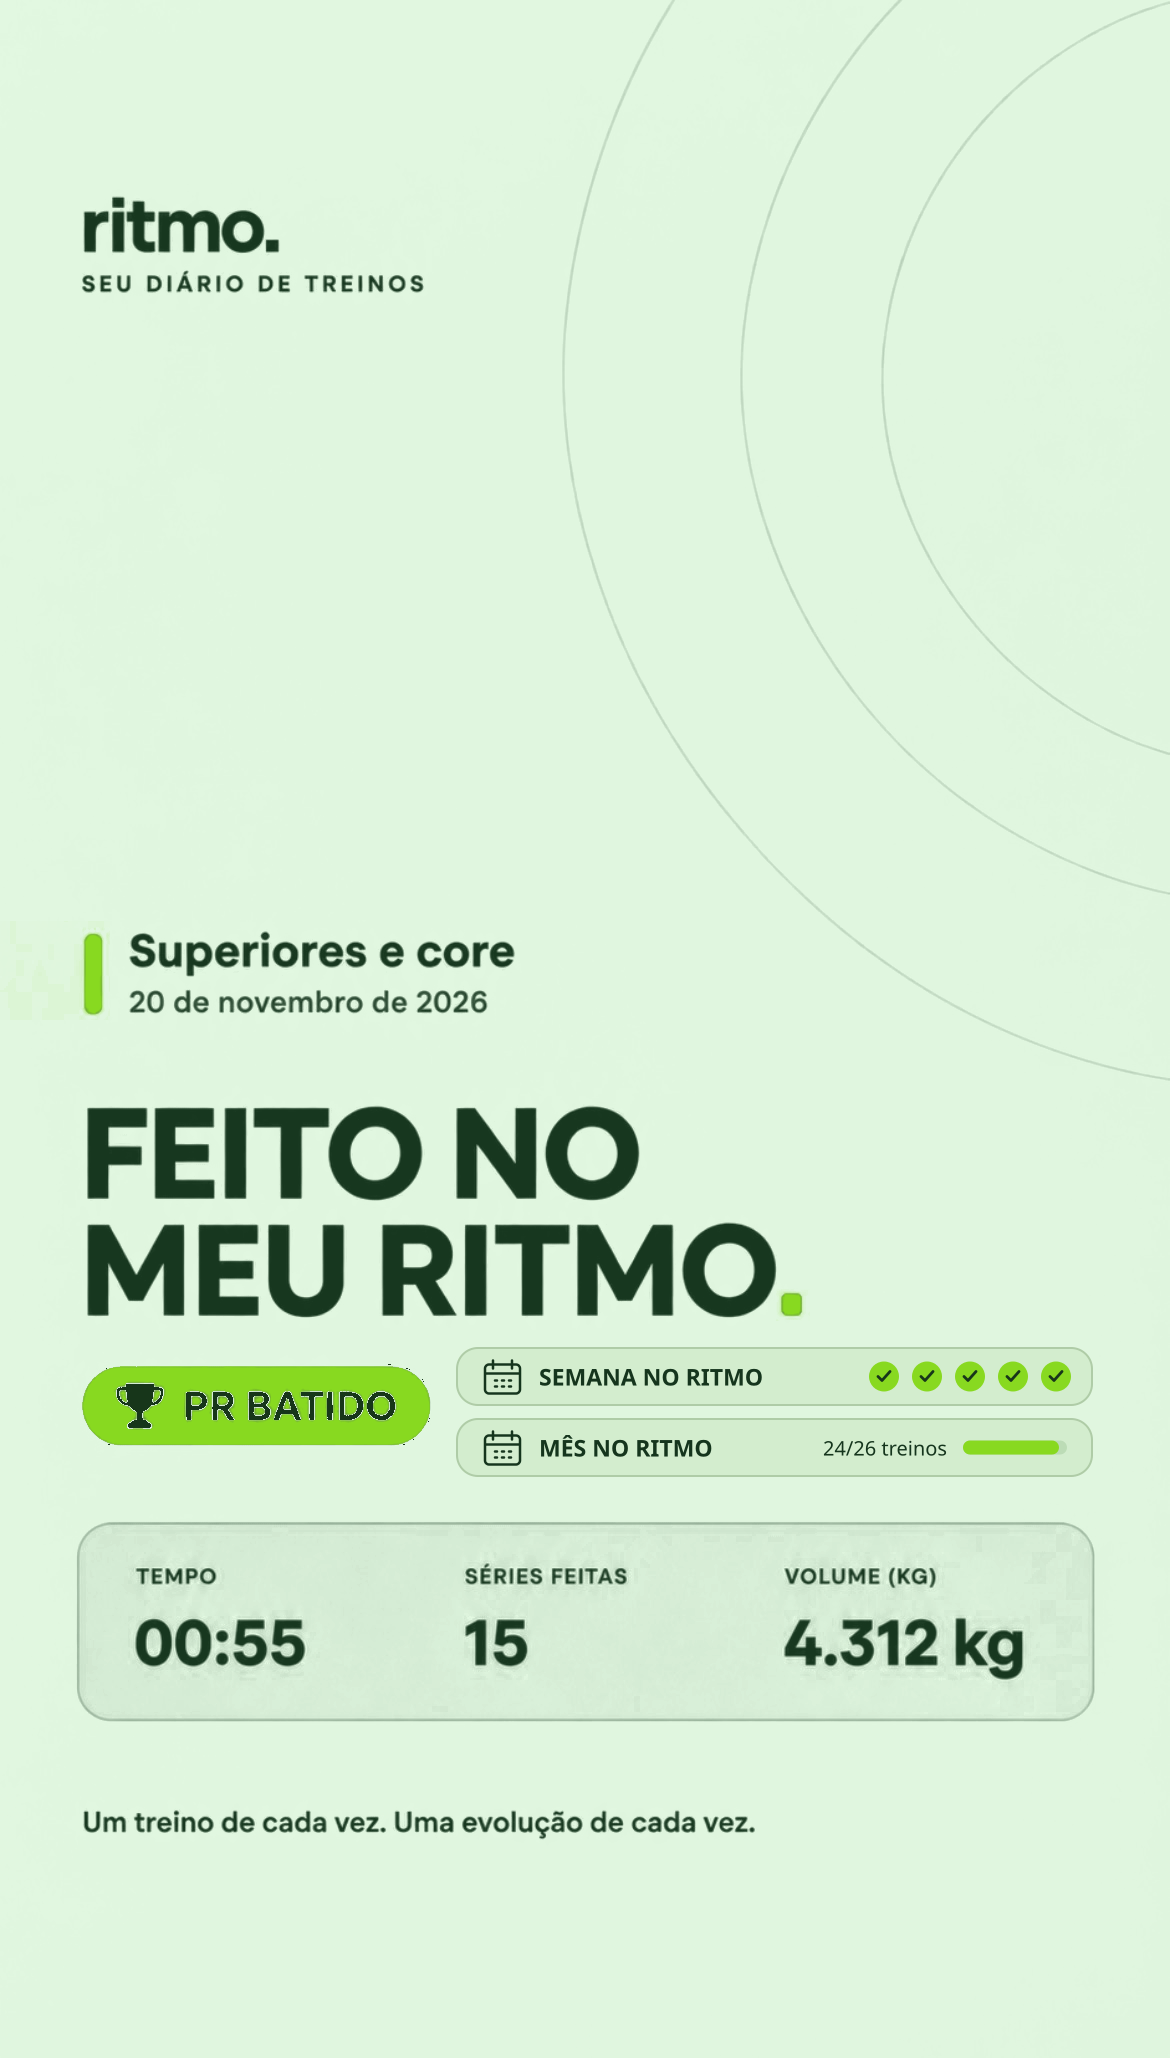 ritmo.
SEU DIÁRIO DE TREINOS
Superiores e core
20 de novembro de 2026
FEITO NO
MEU RITMO.
PR BATIDO
SEMANA NO RITMO
MÊS NO RITMO 24/26 treinos
TEMPO SÉRIES FEITAS VOLUME (KG)
00:55 15 4.312 kg
Um treino de cada vez. Uma evolução de cada vez.